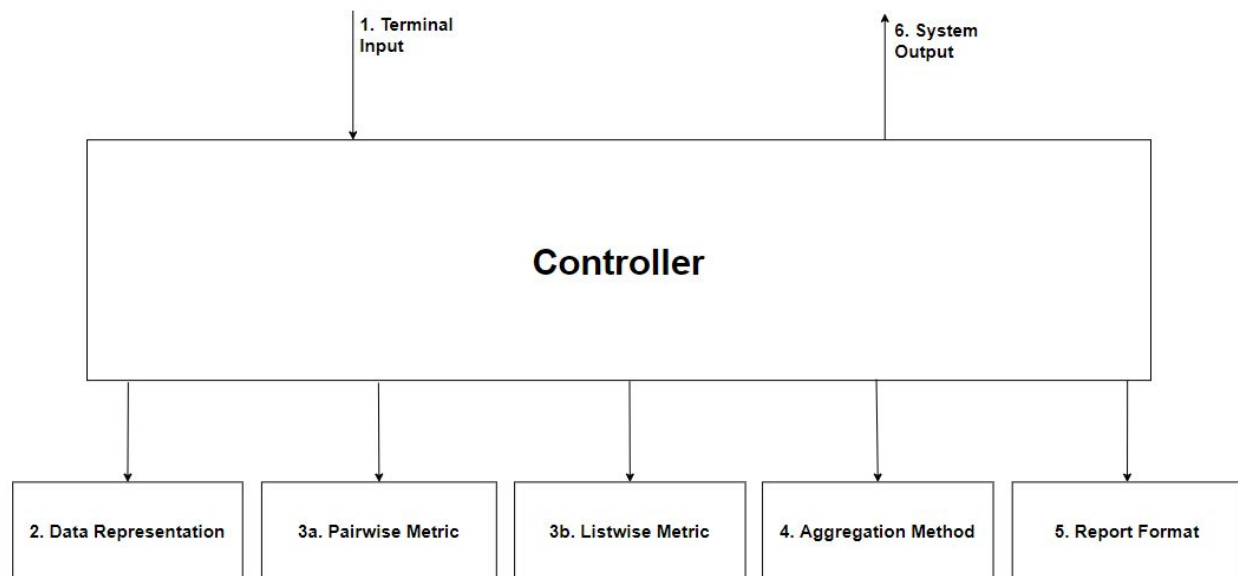 1. Terminal
Input
6. System
Output
Controller
2. Data Representation
3a. Pairwise Metric
3b. Listwise Metric
4. Aggregation Method
5. Report Format